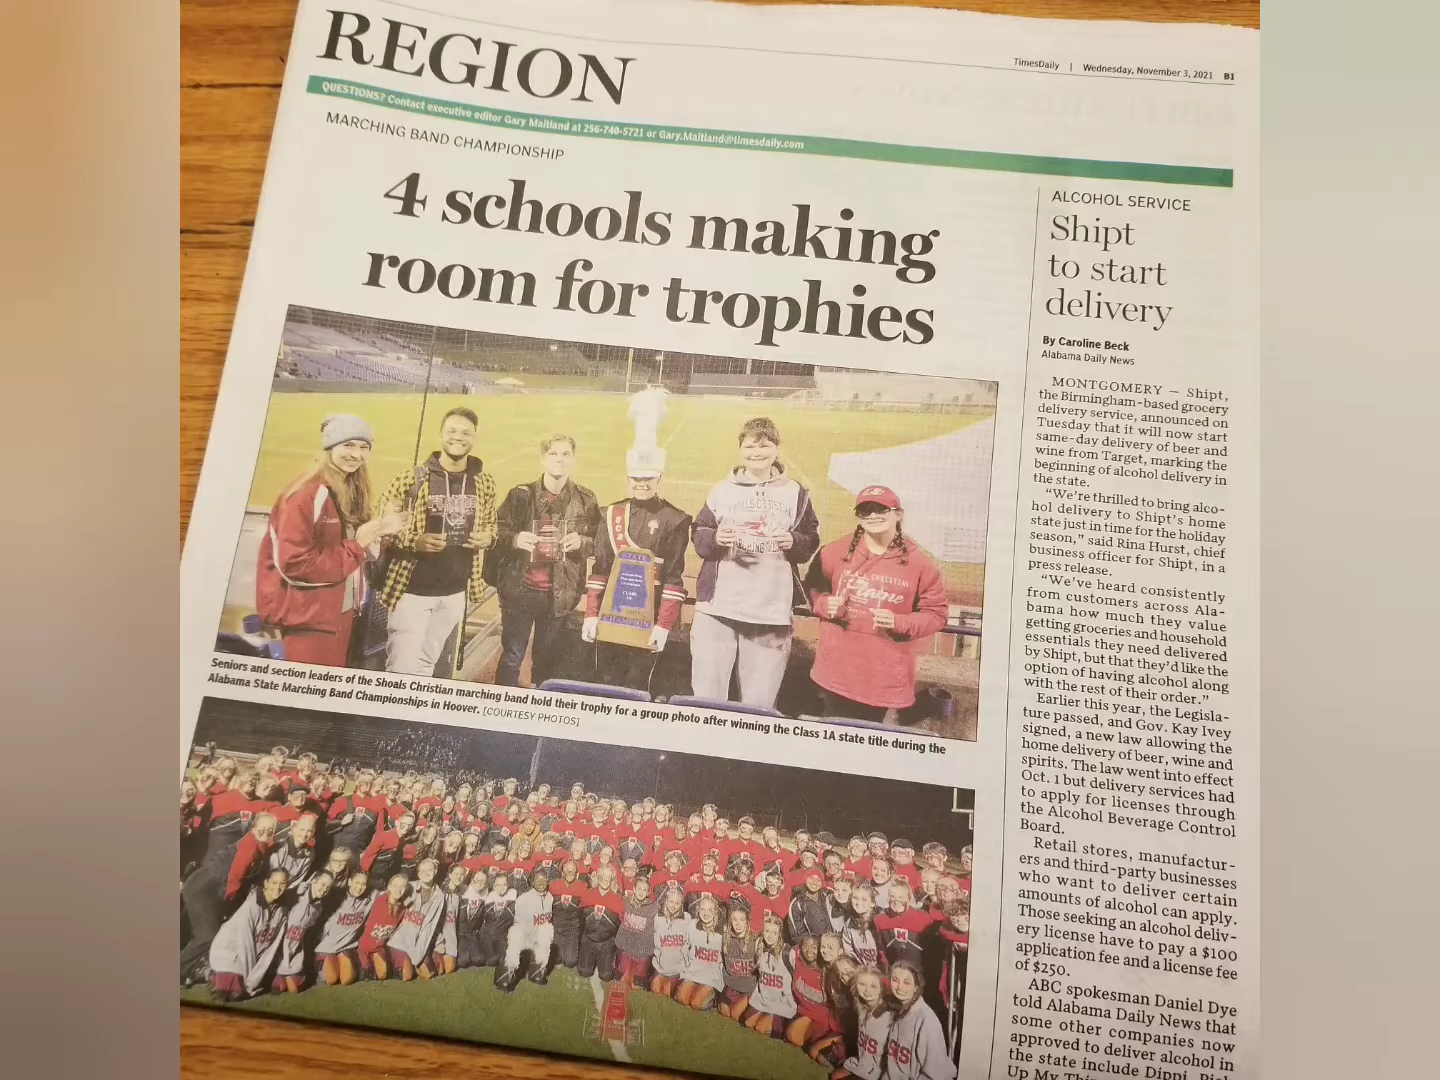 REGION
TimesDaily | Wednesday, November 3, 2021 B1
QUESTIONS? Contact executive editor Gary Maitland at 256-740-5721 or Gary.Maitland@timesdaily.com
MARCHING BAND CHAMPIONSHIP
4 schools making
room for trophies
Seniors and section leaders of the Shoals Christian marching band hold their trophy for a group photo after winning the Class 1A state title during the
Alabama State Marching Band Championships in Hoover. [COURTESY PHOTOS]
STATE
CLASS
1A
CHAMPION
MSHS
MSHS
MSHS
MSHS
MSHS
ALCOHOL SERVICE
Shipt
to start
delivery
By Caroline Beck
Alabama Daily News
MONTGOMERY — Shipt,
the Birmingham-based grocery
delivery service, announced on
Tuesday that it will now start
same-day delivery of beer and
wine from Target, marking the
beginning of alcohol delivery in
the state.
"We're thrilled to bring alco-
hol delivery to Shipt's home
state just in time for the holiday
season," said Rina Hurst, chief
business officer for Shipt, in a
press release.
"We've heard consistently
from customers across Ala-
bama how much they value
getting groceries and household
essentials they need delivered
by Shipt, but that they'd like the
option of having alcohol along
with the rest of their order."
Earlier this year, the Legisla-
ture passed, and Gov. Kay Ivey
signed, a new law allowing the
home delivery of beer, wine and
spirits. The law went into effect
Oct. 1 but delivery services had
to apply for licenses through
the Alcohol Beverage Control
Board.
Retail stores, manufactur-
ers and third-party businesses
who want to deliver certain
amounts of alcohol can apply.
Those seeking an alcohol deliv-
ery license have to pay a $100
application fee and a license fee
of $250.
ABC spokesman Daniel Dye
told Alabama Daily News that
some other companies now
approved to deliver alcohol in
the state include Dippi,
Up My